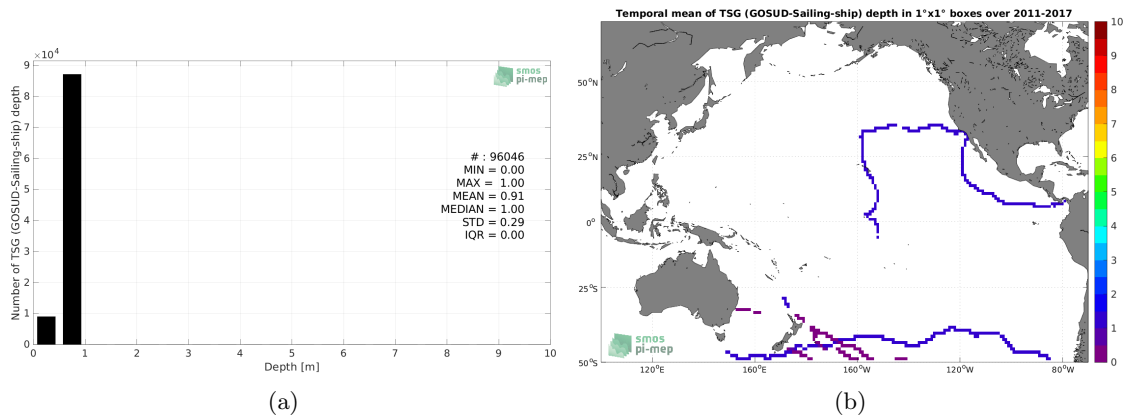 ×10⁴
9
8
7
6
5
4
3
2
1
0
Number of TSG (GOSUD-Sailing-ship) depth
smos
pi-mep
# : 96046
MIN = 0.00
MAX = 1.00
MEAN = 0.91
MEDIAN = 1.00
STD = 0.29
IQR = 0.00
0 1 2 3 4 5 6 7 8 9 10
Depth [m]
(a)
Temporal mean of TSG (GOSUD-Sailing-ship) depth in 1°x1° boxes over 2011-2017
50°N
25°N
0°
25°S
50°S
smos
pi-mep
120°E 160°E 160°W 120°W 80°W
10
9
8
7
6
5
4
3
2
1
0
(b)